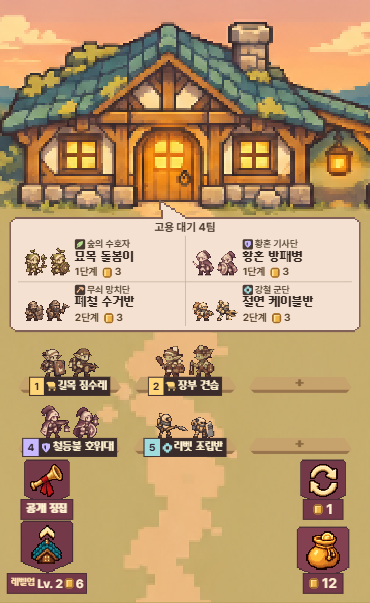 고용 대기 4팀
숲의 수호자
묘목 돌봄이
1단계 3
황혼 기사단
황혼 방패병
1단계 3
무쇠 망치단
폐철 수거반
2단계 3
강철 군단
절연 케이블반
2단계 3
1 길목 짐수레
2 장부 견습
+
4 청동불 호위대
5 리벳 조립반
+
공개 정집
1
레벨업 Lv. 2 6
12